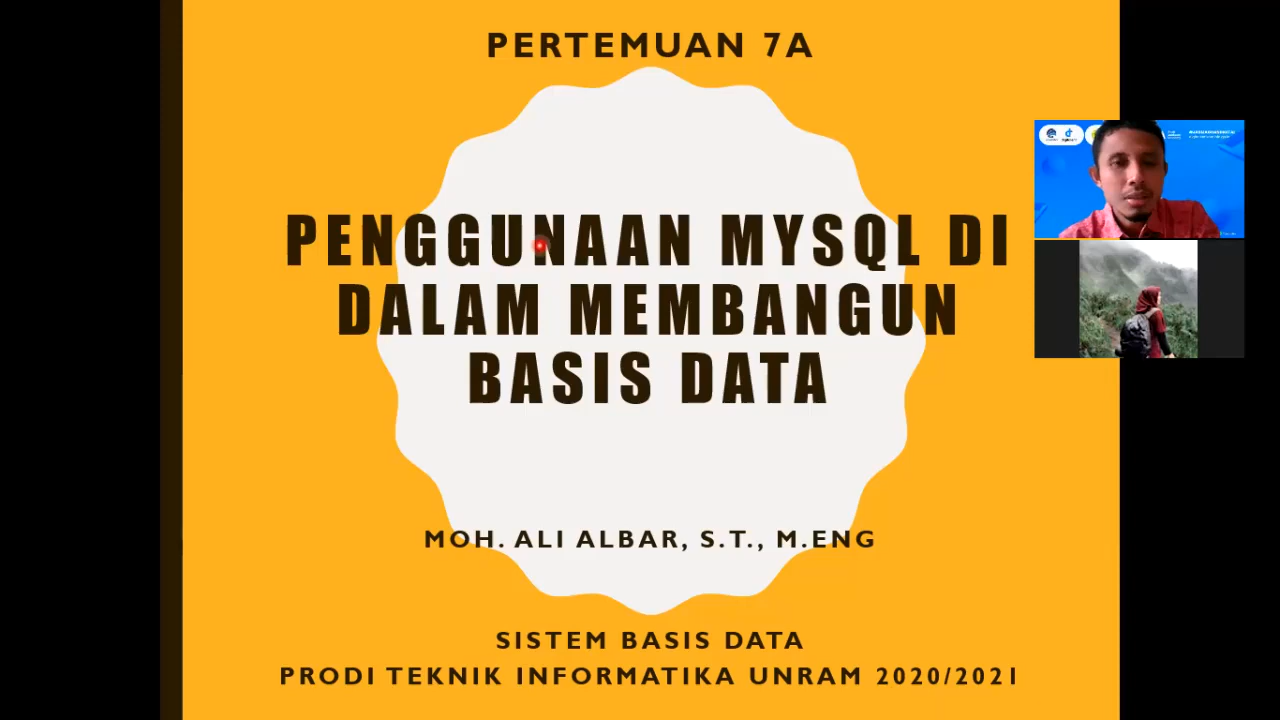 PERTEMUAN 7A
PENGGUNAAN MYSQL DI
DALAM MEMBANGUN
BASIS DATA
MOH. ALI ALBAR, S.T., M.ENG
SISTEM BASIS DATA
PRODI TEKNIK INFORMATIKA UNRAM 2020/2021